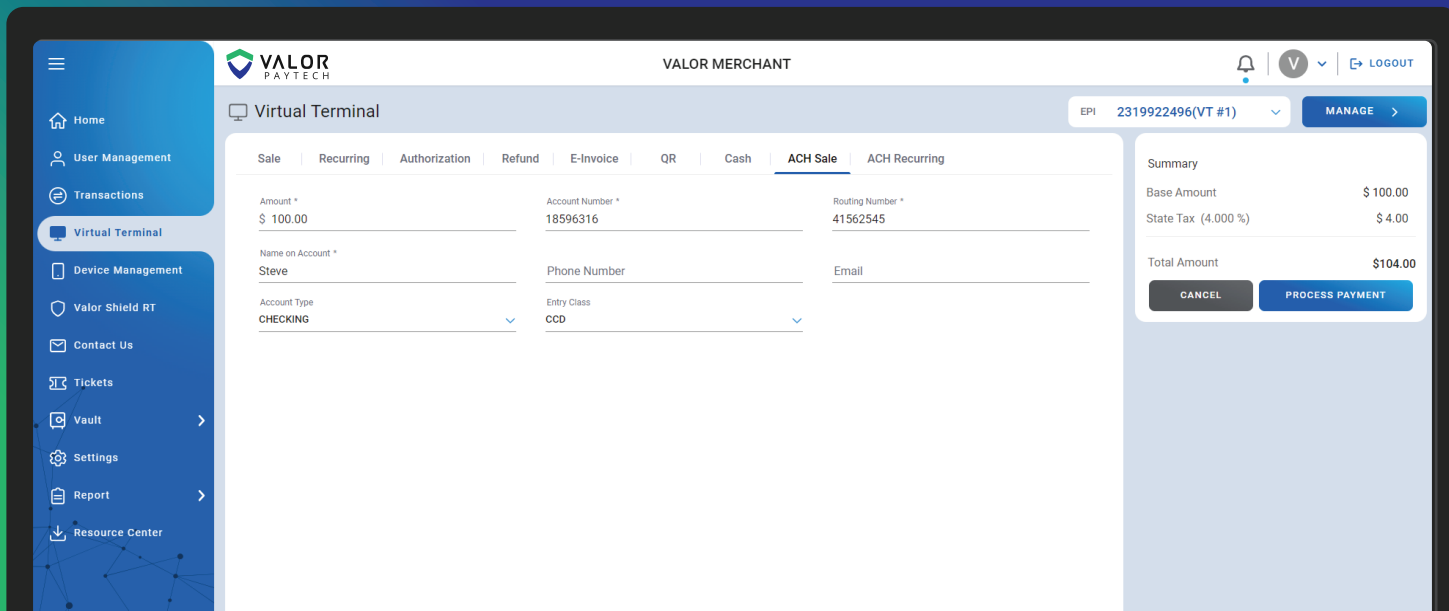 VALOR
PAYTECH
VALOR MERCHANT
V
LOGOUT
Home
User Management
Transactions
Virtual Terminal
Device Management
Valor Shield RT
Contact Us
Tickets
Vault
Settings
Report
Resource Center
Virtual Terminal
EPI 2319922496(VT #1)
MANAGE
Sale Recurring Authorization Refund E-Invoice QR Cash ACH Sale ACH Recurring
Amount * Account Number * Routing Number *
$ 100.00 18596316 41562545
Name on Account *
Steve Phone Number Email
Account Type Entry Class
CHECKING CCD
Summary
Base Amount $ 100.00
State Tax (4.000 %) $ 4.00
Total Amount $104.00
CANCEL PROCESS PAYMENT